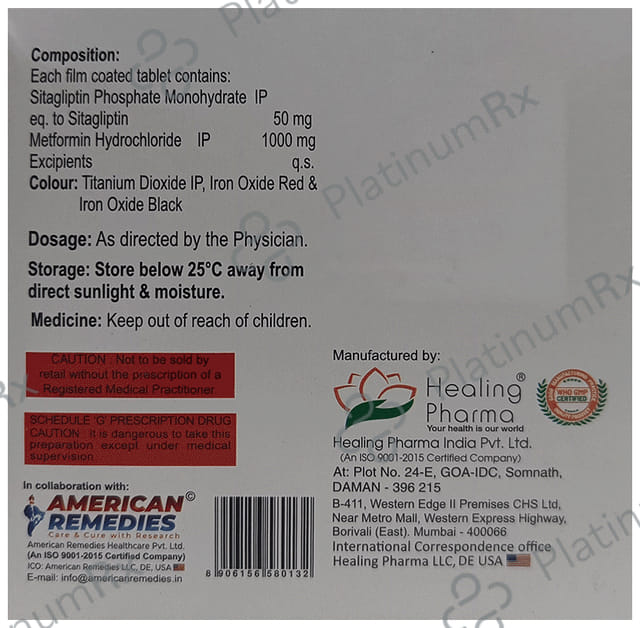 Composition:
Each film coated tablet contains:
Sitagliptin Phosphate Monohydrate IP
eq. to Sitagliptin 50 mg
Metformin Hydrochloride IP 1000 mg
Excipients q.s.
Colour: Titanium Dioxide IP, Iron Oxide Red &
Iron Oxide Black
Dosage: As directed by the Physician.
Storage: Store below 25°C away from
direct sunlight & moisture.
Medicine: Keep out of reach of children.
CAUTION : Not to be sold by
retail without the prescription of a
Registered Medical Practitioner.
SCHEDULE 'G' PRESCRIPTION DRUG
CAUTION : It is dangerous to take this
preparation except under medical
supervision
In collaboration with:
AMERICAN ©
REMEDIES
Care & Cure with Research
American Remedies Healthcare Pvt. Ltd.
(An ISO 9001-2015 Certified Company)
ICO: American Remedies LLC, DE, USA
E-mail: info@americanremedies.in
8 906156 580132
Manufactured by:
Healing ®
Pharma
Your health is our world
WHO GMP
CERTIFIED
Healing Pharma India Pvt. Ltd.
(An ISO 9001-2015 Certified Company)
At: Plot No. 24-E, GOA-IDC, Somnath,
DAMAN - 396 215
B-411, Western Edge II Premises CHS Ltd,
Near Metro Mall, Western Express Highway,
Borivali (East). Mumbai - 400066
International Correspondence office
Healing Pharma LLC, DE USA
PlatinumRx
PlatinumRx
PlatinumRx
PlatinumRx